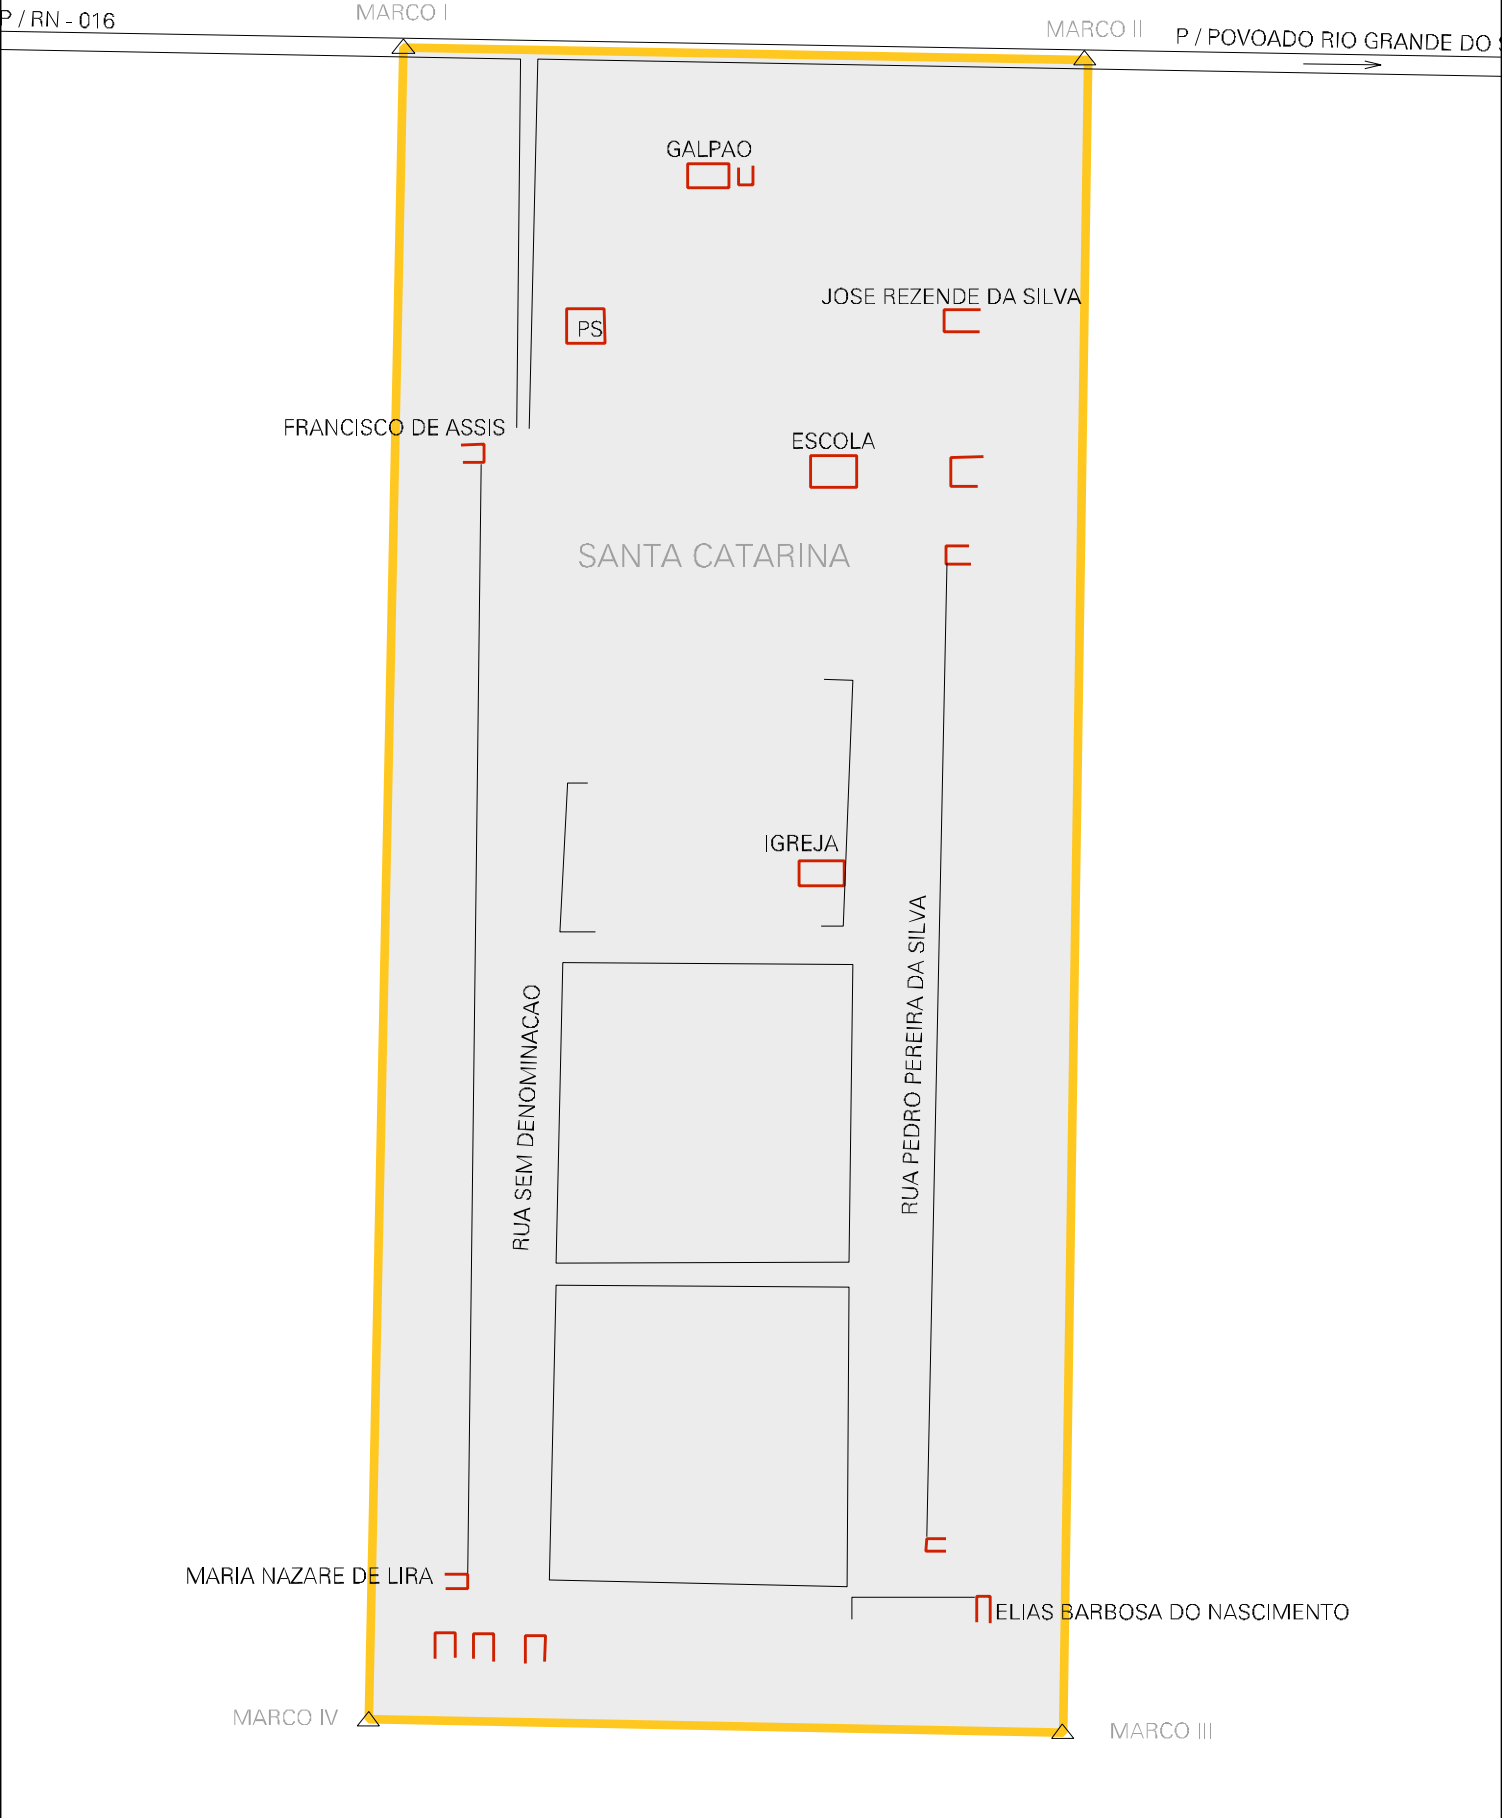 MARCO I
P / RN - 016
MARCO II
P / POVOADO RIO GRANDE DO
GALPAO
JOSE REZENDE DA SILVA
PS
FRANCISCO DE ASSIS
ESCOLA
SANTA CATARINA
IGREJA
RUA PEDRO PEREIRA DA SILVA
RUA SEM DENOMINACAO
MARIA NAZARE DE LIRA
ELIAS BARBOSA DO NASCIMENTO
MARCO IV
MARCO III